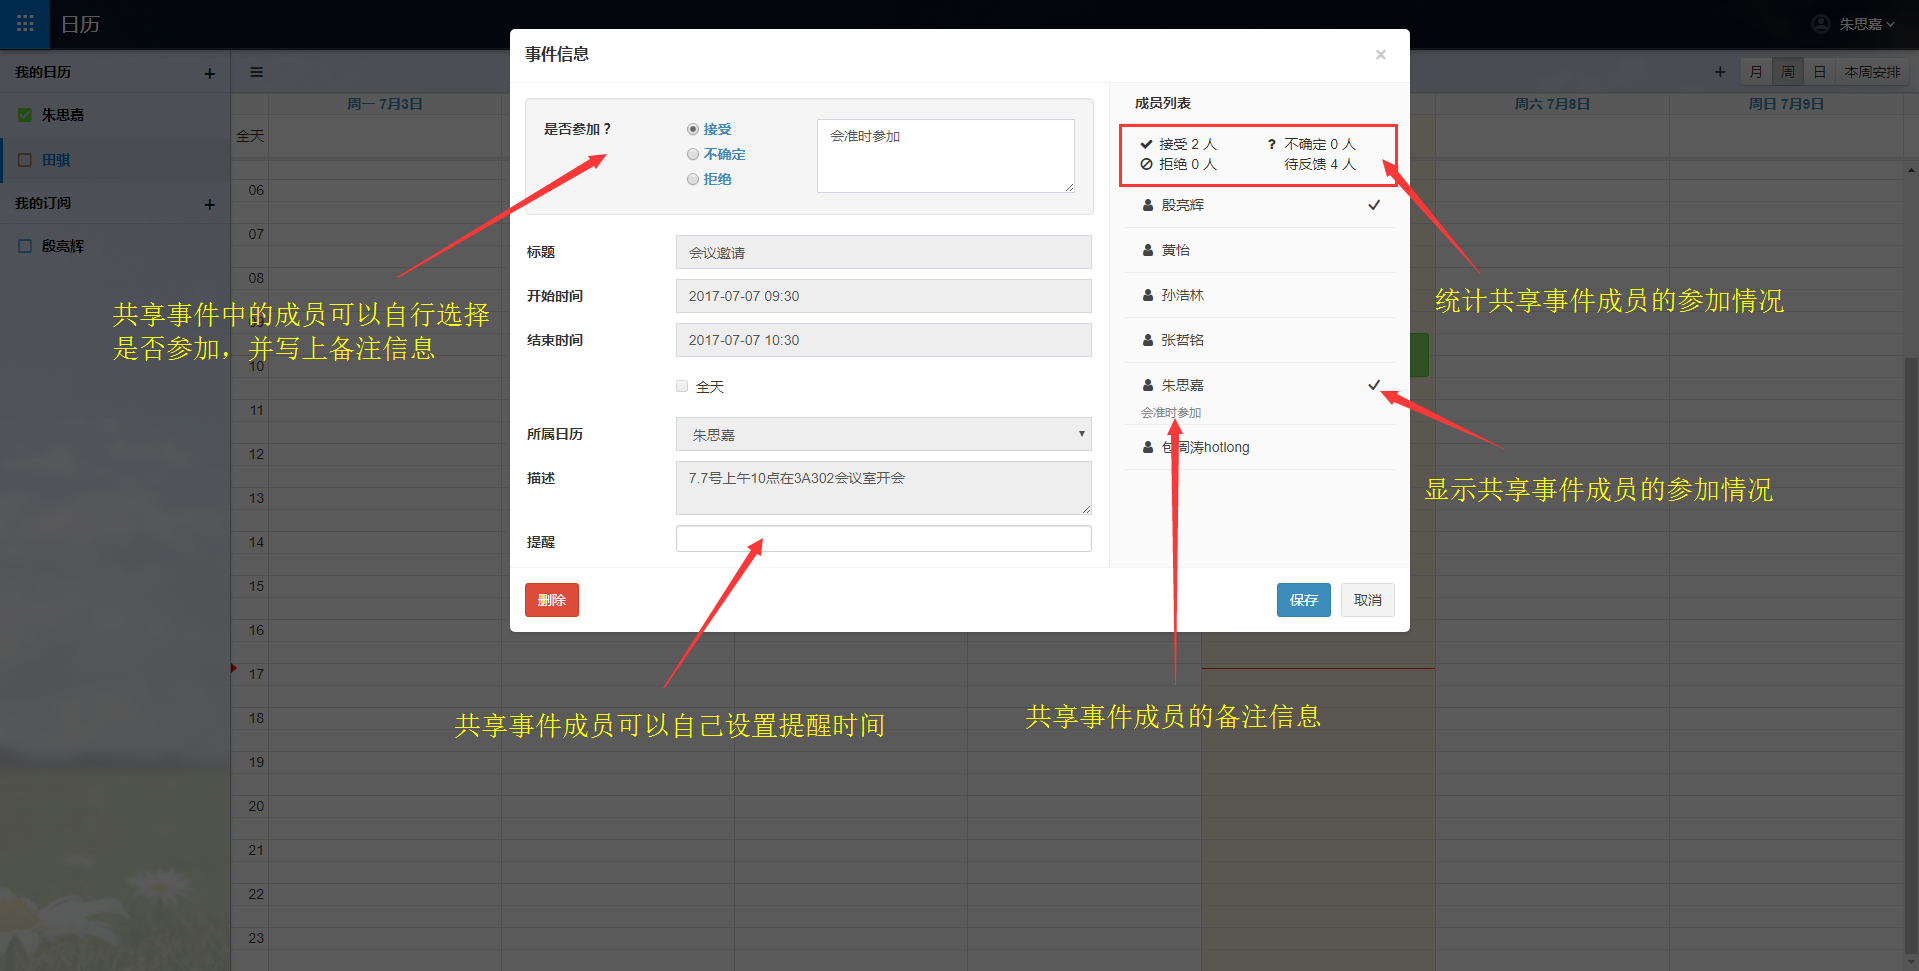 日历
朱思嘉
我的日历
朱思嘉
田骐
我的订阅
殷亮辉
月
周
日
本周安排
周一 7月3日
周六 7月8日
周日 7月9日
全天
06
07
08
09
10
11
12
13
14
15
16
17
18
19
20
21
22
23
事件信息
×
是否参加？
接受
不确定
拒绝
会准时参加
标题
会议邀请
开始时间
2017-07-07 09:30
结束时间
2017-07-07 10:30
全天
所属日历
朱思嘉
描述
7.7号上午10点在3A302会议室开会
提醒
删除
保存
取消
成员列表
接受 2 人
? 不确定 0 人
拒绝 0 人
待反馈 4 人
殷亮辉
黄怡
孙浩林
张哲铭
朱思嘉
会准时参加
包周涛hotlong
共享事件中的成员可以自行选择
是否参加，并写上备注信息
统计共享事件成员的参加情况
显示共享事件成员的参加情况
共享事件成员可以自己设置提醒时间
共享事件成员的备注信息